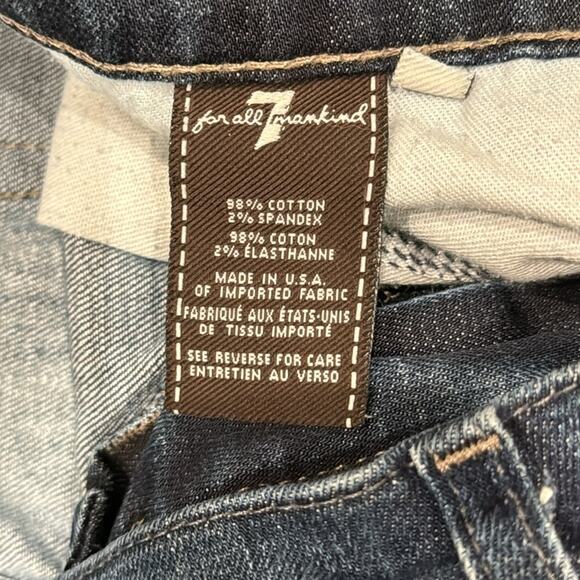 for all 7 mankind
98% COTTON
2% SPANDEX
98% COTON
2% ÉLASTHANNE
MADE IN U.S.A.
OF IMPORTED FABRIC
FABRIQUÉ AUX ÉTATS-UNIS
DE TISSU IMPORTÉ
SEE REVERSE FOR CARE
ENTRETIEN AU VERSO